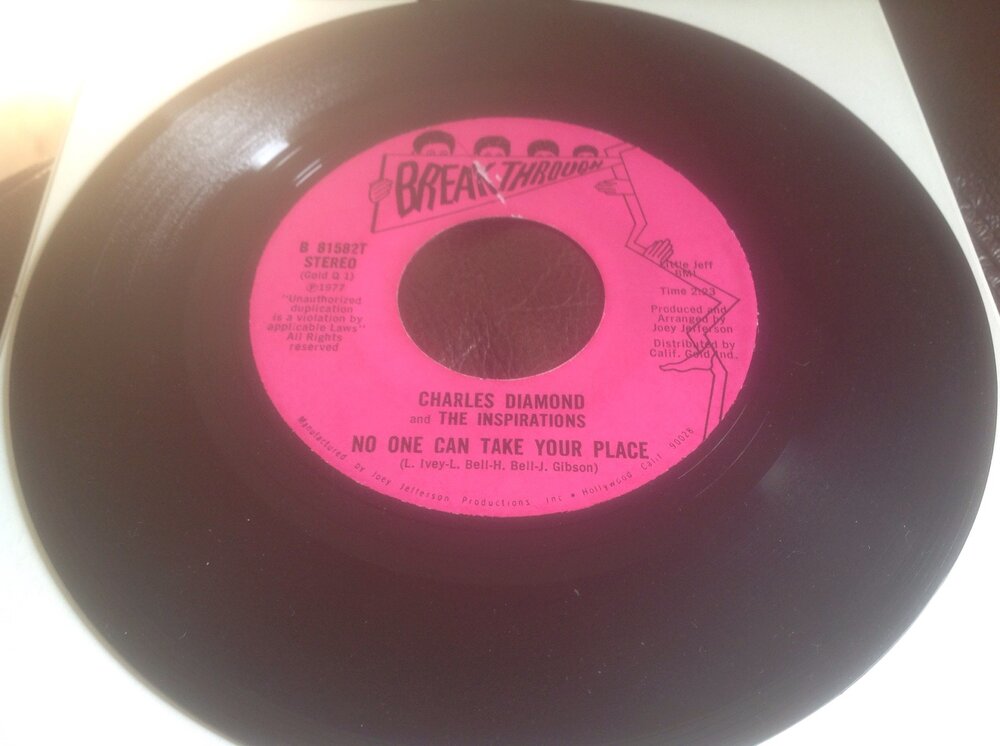 BREAK THROUGH
B 81582T
STEREO
(Gold Q 1)
℗1977
"Unauthorized
duplication
is a violation by
applicable Laws"
All Rights
reserved
Little Jeff
BMI
Time 2:23
Produced and
Arranged by
Joey Jefferson
Distributed by
Calif. Gold Ind.
CHARLES DIAMOND
and THE INSPIRATIONS
NO ONE CAN TAKE YOUR PLACE
(L. Ivey-L. Bell-H. Bell-J. Gibson)
Manufactured by Joey Jefferson Productions, Inc • Hollywood, Calif. 90028